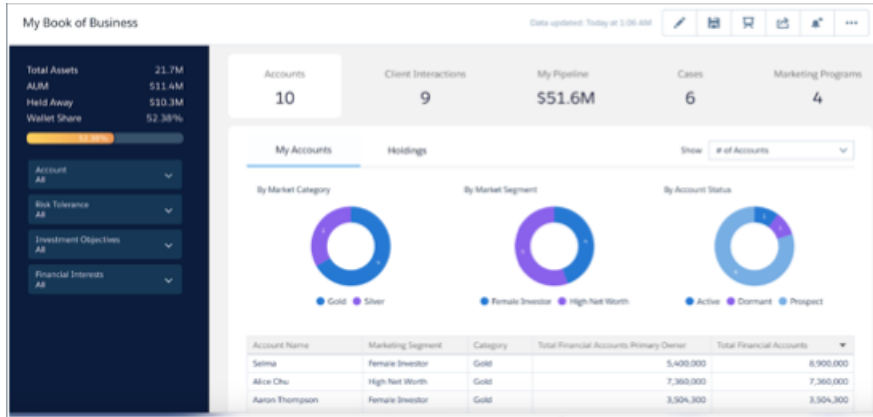 My Book of Business
Data updated: Today at 1:06 AM
Total Assets 21.7M
AUM $11.4M
Held Away $10.3M
Wallet Share 52.38%
52.38%
Account
All
Risk Tolerance
All
Investment Objectives
All
Financial Interests
All
Accounts
10
Client Interactions
9
My Pipeline
$51.6M
Cases
6
Marketing Programs
4
My Accounts Holdings Show # of Accounts
By Market Category By Market Segment By Account Status
Gold Silver Female Investor High Net Worth Active Dormant Prospect
Account Name Marketing Segment Category Total Financial Accounts Primary Owner Total Financial Accounts
Selma Female Investor Gold 5,400,000 8,900,000
Alice Chu High Net Worth Gold 7,360,000 7,360,000
Aaron Thompson Female Investor Gold 3,504,300 3,504,300